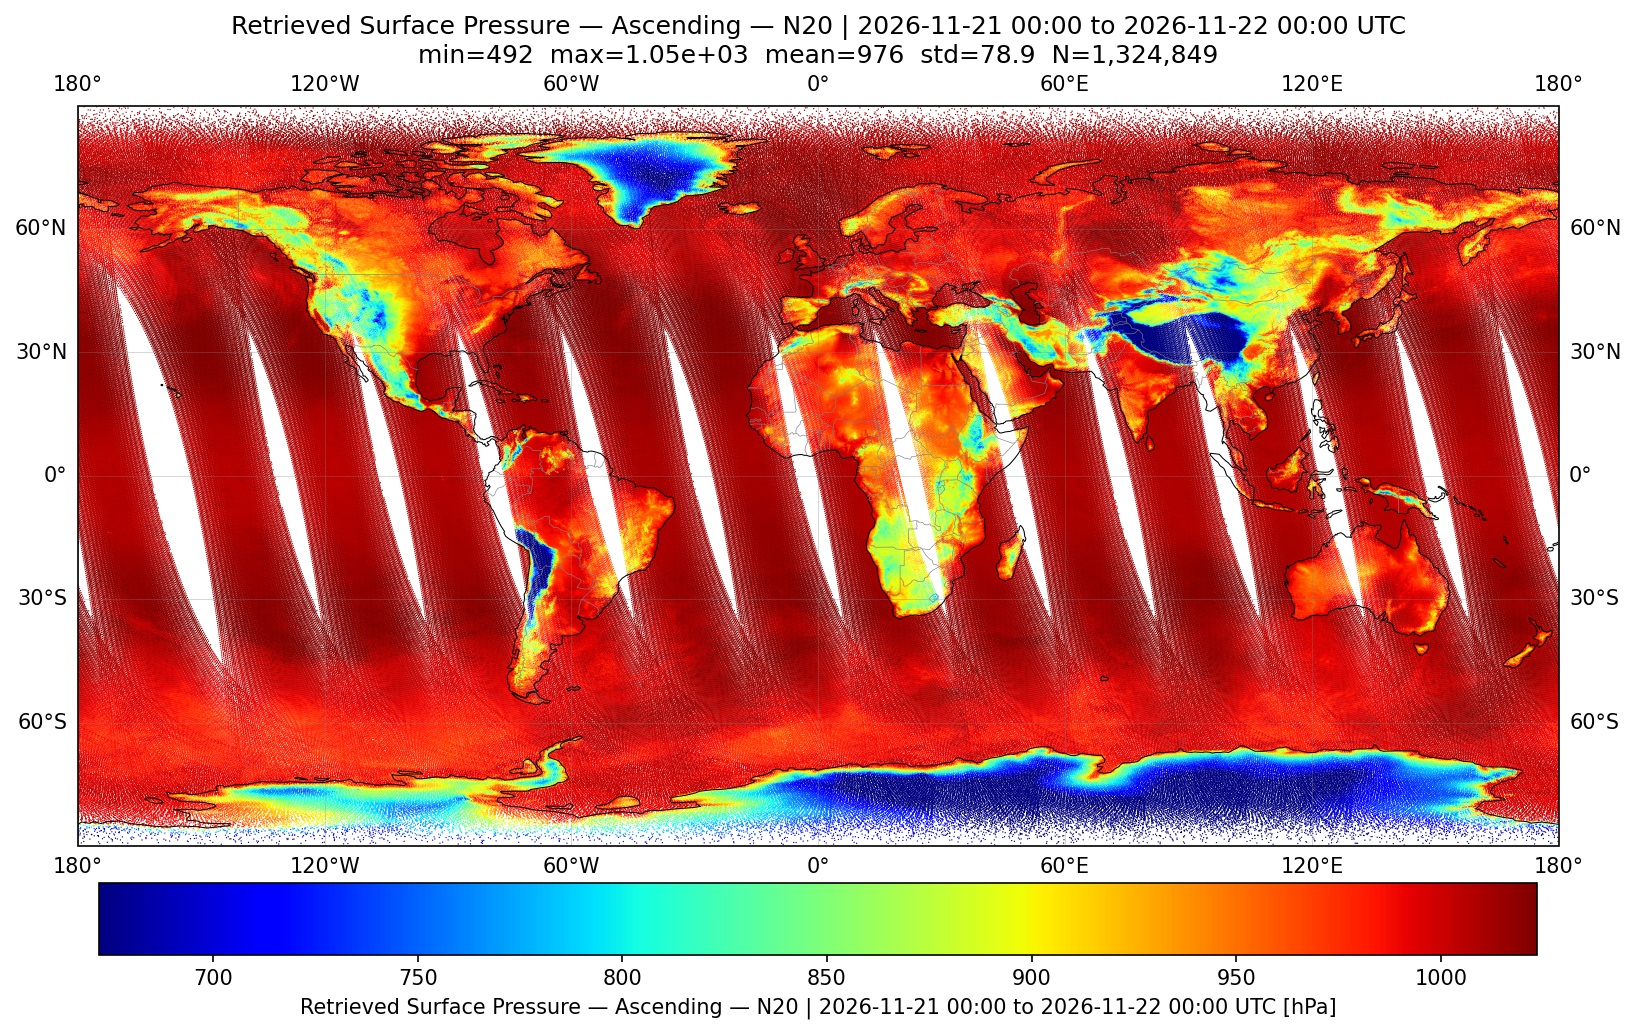 Retrieved Surface Pressure — Ascending — N20 | 2026-11-21 00:00 to 2026-11-22 00:00 UTC
min=492 max=1.05e+03 mean=976 std=78.9 N=1,324,849
180° 120°W 60°W 0° 60°E 120°E 180°
60°N 60°N
30°N 30°N
0° 0°
30°S 30°S
60°S 60°S
180° 120°W 60°W 0° 60°E 120°E 180°
700 750 800 850 900 950 1000
Retrieved Surface Pressure — Ascending — N20 | 2026-11-21 00:00 to 2026-11-22 00:00 UTC [hPa]